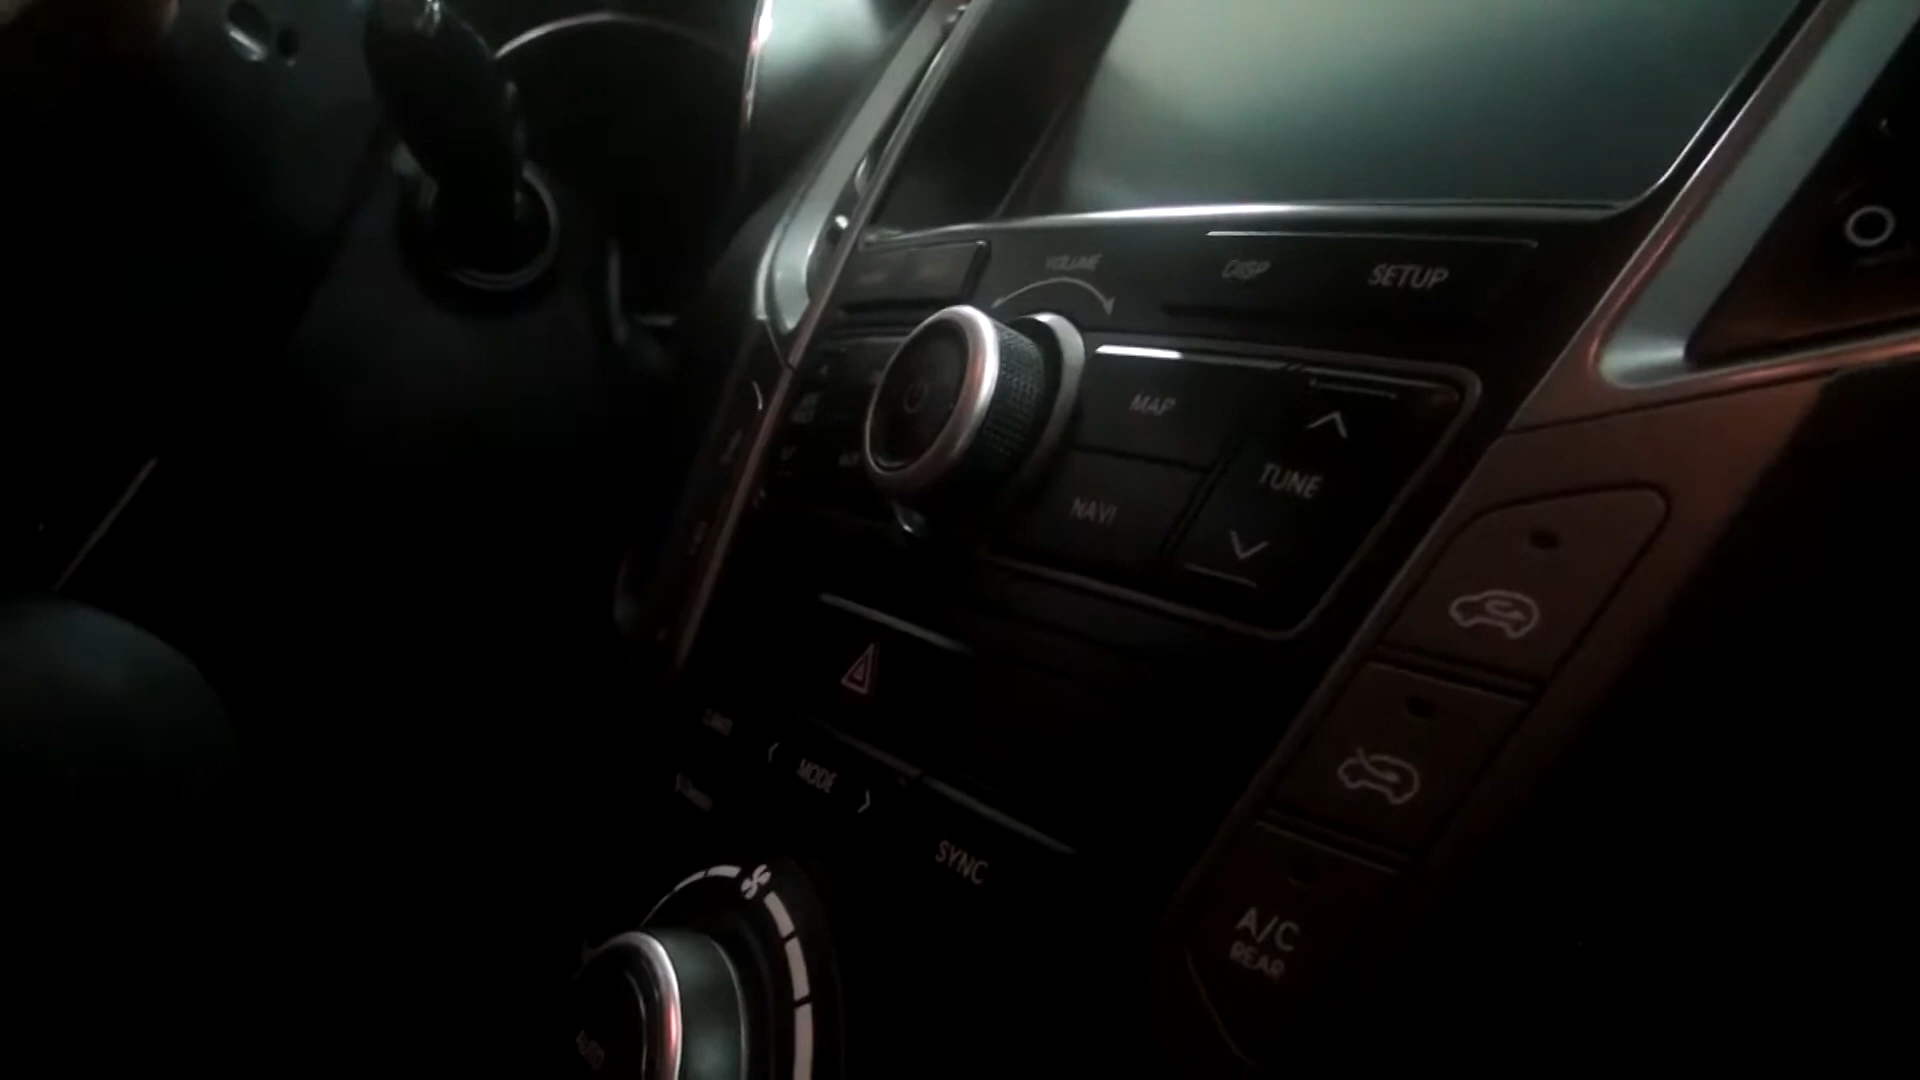 VOLUME
DISP
SETUP
MAP
TUNE
NAVI
MODE
SYNC
A/C
REAR